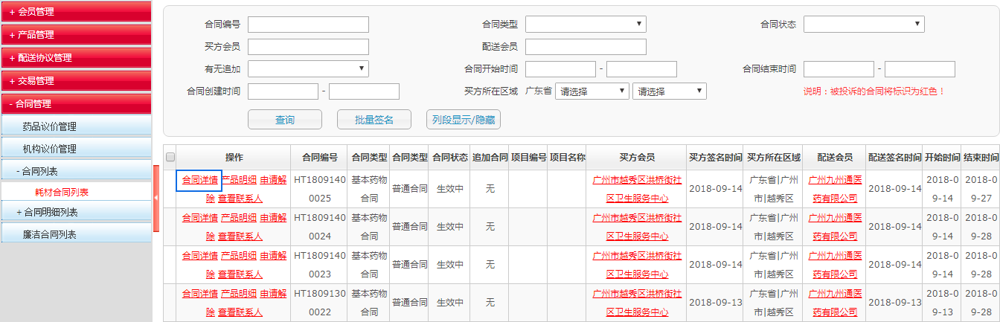 + 会员管理
+ 产品管理
+ 配送协议管理
+ 交易管理
- 合同管理
药品议价管理
机构议价管理
- 合同列表
耗材合同列表
+ 合同明细列表
廉洁合同列表
合同编号 合同类型 合同状态
买方会员 配送会员
有无追加 合同开始时间 - 合同结束时间 -
合同创建时间 - 买方所在区域 广东省 请选择 请选择 说明：被投诉的合同将标识为红色！
查询 批量签名 列段显示/隐藏
操作 合同编号 合同类型 合同类型 合同状态 追加合同 项目编号 项目名称 买方会员 买方签名时间 买方所在区域 配送会员 配送签名时间 开始时间 结束时间
合同详情 产品明细 申请解 HT1809140 基本药物 普通合同 生效中 无 广州市越秀区洪桥街社 2018-09-14 广东省|广州 广州九州通医 2018-09-14 2018-0 2018-0
除 查看联系人 0025 合同 区卫生服务中心 市|越秀区 药有限公司 9-14 9-27
合同详情 产品明细 申请解 HT1809140 基本药物 普通合同 生效中 无 广州市越秀区洪桥街社 2018-09-14 广东省|广州 广州九州通医 2018-09-14 2018-0 2018-0
除 查看联系人 0024 合同 区卫生服务中心 市|越秀区 药有限公司 9-14 9-28
合同详情 产品明细 申请解 HT1809140 基本药物 普通合同 生效中 无 广州市越秀区洪桥街社 2018-09-14 广东省|广州 广州九州通医 2018-09-14 2018-0 2018-0
除 查看联系人 0023 合同 区卫生服务中心 市|越秀区 药有限公司 9-14 9-28
合同详情 产品明细 申请解 HT1809130 基本药物 普通合同 生效中 无 广州市越秀区洪桥街社 2018-09-13 广东省|广州 广州九州通医 2018-09-13 2018-0 2018-0
除 查看联系人 0022 合同 区卫生服务中心 市|越秀区 药有限公司 9-13 9-28